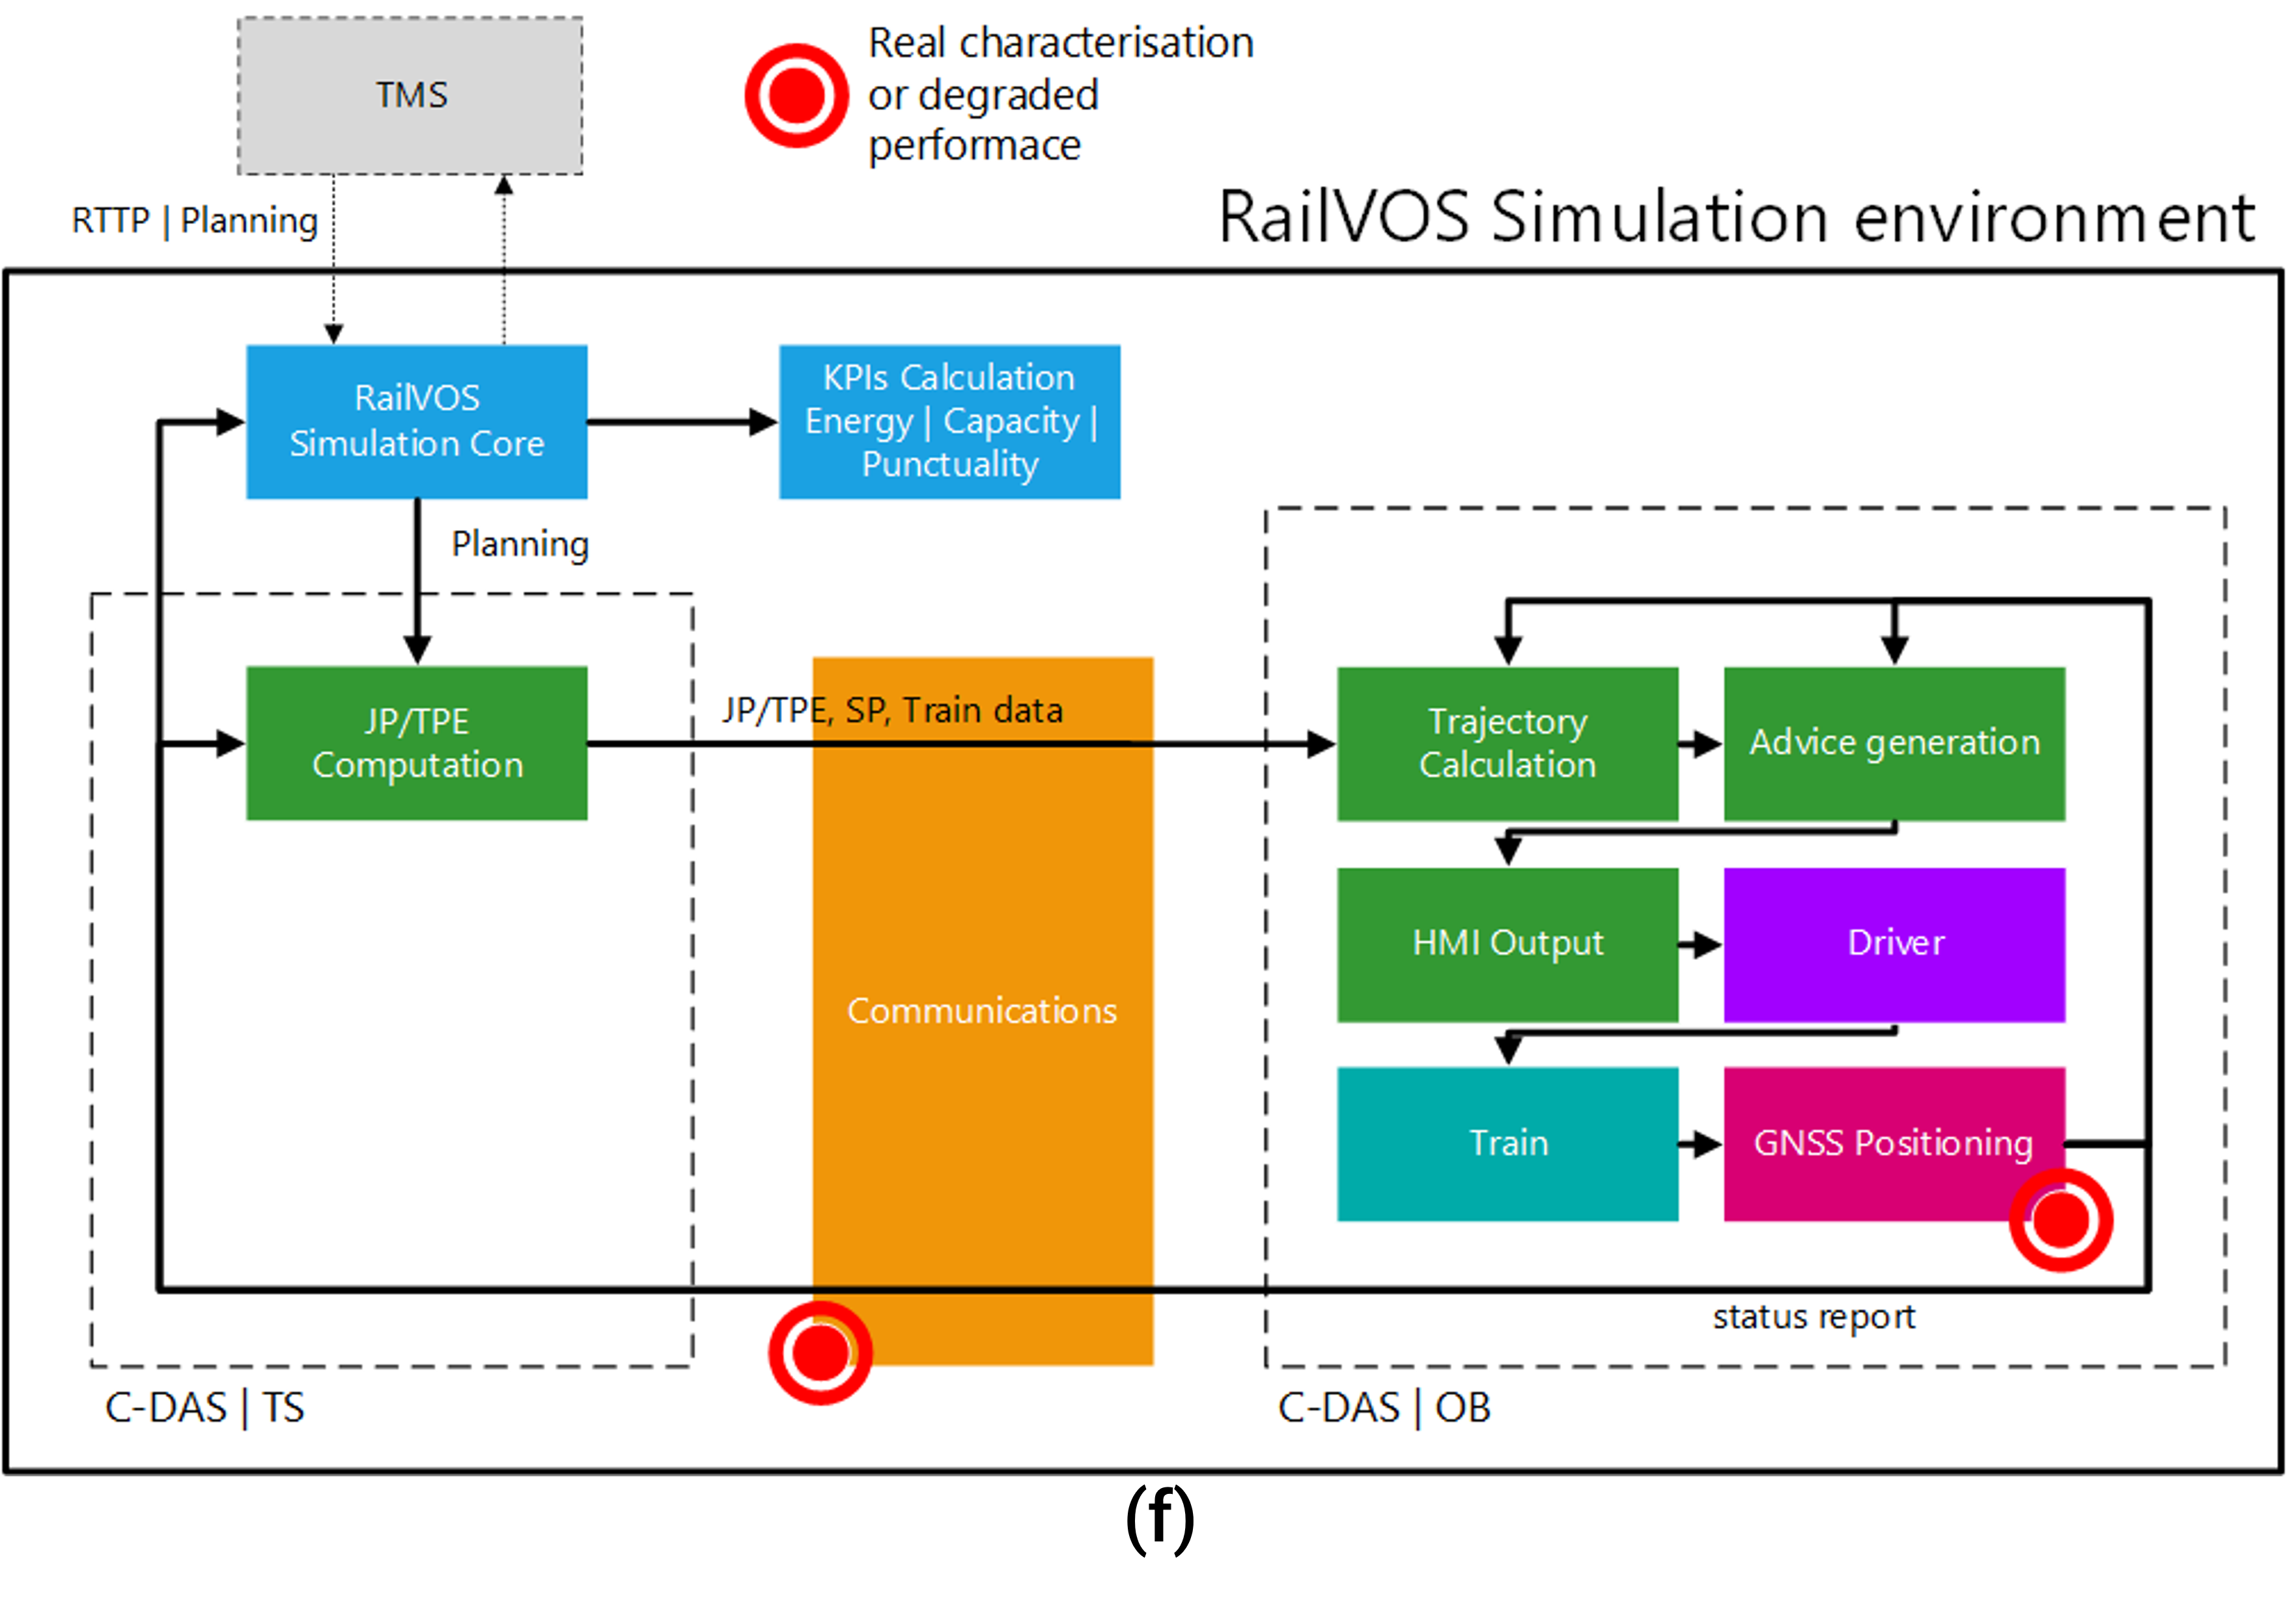 TMS
Real characterisation
or degraded
performace
RTTP | Planning
RailVOS Simulation environment
RailVOS
Simulation Core
KPIs Calculation
Energy | Capacity |
Punctuality
Planning
JP/TPE
Computation
JP/TPE, SP, Train data
Trajectory
Calculation
Advice generation
HMI Output
Driver
Communications
Train
GNSS Positioning
status report
C-DAS | TS
C-DAS | OB
(f)